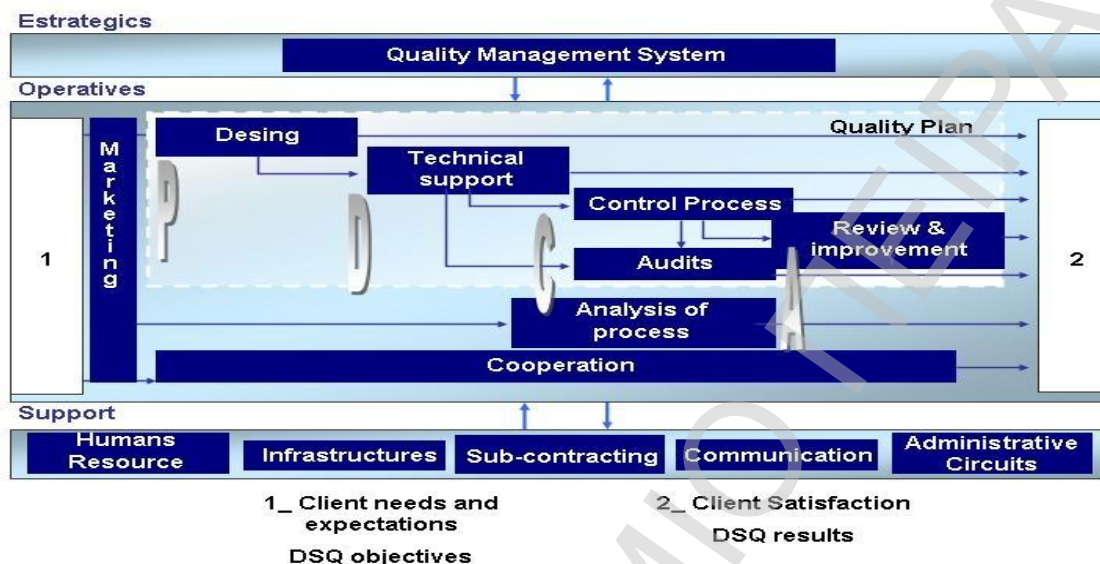 Estrategics
Quality Management System
Operatives
1
Marketing
Desing
Quality Plan
Technical
support
Control Process
Review &
improvement
Audits
P
D
C
A
Analysis of
process
Cooperation
2
Support
Humans
Resource
Infrastructures
Sub-contracting
Communication
Administrative
Circuits
1_ Client needs and
expectations
DSQ objectives
2_ Client Satisfaction
DSQ results